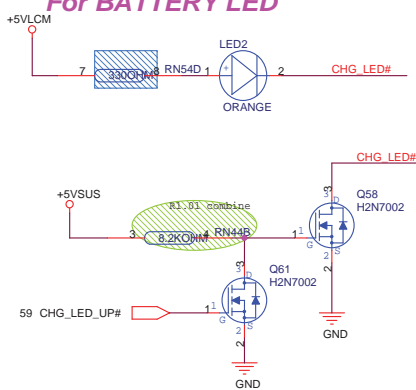 For BATTERY LED
+5VLCM
LED2
7 330OHM 8 RN54D 1 + 2 CHG_LED#
ORANGE
CHG_LED#
+5VSUS
R1.01 combine
3 8.2KOHM 4 RN44B
1 G 3 D S 2 2
Q58
H2N7002
GND
Q61
H2N7002
59 CHG_LED_UP# 1 G 3 D S 2 2
GND